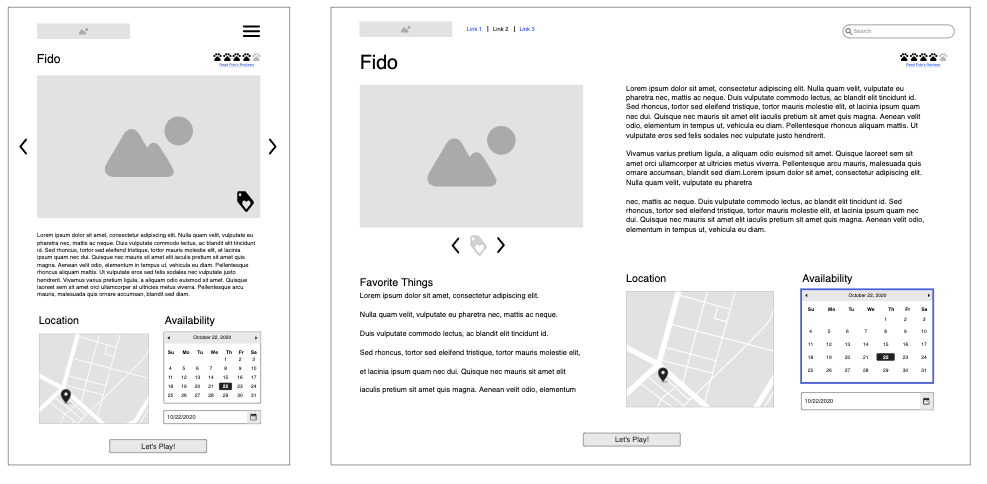 Fido
Read Fido's Reviews
Lorem ipsum dolor sit amet, consectetur adipiscing elit. Nulla quam velit, vulputate eu
pharetra nec, mattis ac neque. Duis vulputate commodo lectus, ac blandit elit tincidunt
id. Sed rhoncus, tortor sed eleifend tristique, tortor mauris molestie elit, et lacinia
ipsum quam nec dui. Quisque nec mauris sit amet elit iaculis pretium sit amet quis
magna. Aenean velit odio, elementum in tempus ut, vehicula eu diam. Pellentesque
rhoncus aliquam mattis. Ut vulputate eros sed felis sodales nec vulputate justo
hendrerit. Vivamus varius pretium ligula, a aliquam odio euismod sit amet. Quisque
laoreet sem sit amet orci ullamcorper at ultricies metus viverra. Pellentesque arcu
mauris, malesuada quis ornare accumsan, blandit sed diam.
Location
Availability
October 22, 2020
Su Mo Tu We Th Fr Sa
1 2 3
4 5 6 7 8 9 10
11 12 13 14 15 16 17
18 19 20 21 22 23 24
25 26 27 28 29 30 31
10/22/2020
Let's Play!
Link 1 | Link 2 | Link 3
Search
Fido
Read Fido's Reviews
Lorem ipsum dolor sit amet, consectetur adipiscing elit. Nulla quam velit, vulputate eu
pharetra nec, mattis ac neque. Duis vulputate commodo lectus, ac blandit elit tincidunt id.
Sed rhoncus, tortor sed eleifend tristique, tortor mauris molestie elit, et lacinia ipsum quam
nec dui. Quisque nec mauris sit amet elit iaculis pretium sit amet quis magna. Aenean velit
odio, elementum in tempus ut, vehicula eu diam. Pellentesque rhoncus aliquam mattis. Ut
vulputate eros sed felis sodales nec vulputate justo hendrerit.
Vivamus varius pretium ligula, a aliquam odio euismod sit amet. Quisque laoreet sem sit
amet orci ullamcorper at ultricies metus viverra. Pellentesque arcu mauris, malesuada quis
ornare accumsan, blandit sed diam.Lorem ipsum dolor sit amet, consectetur adipiscing elit.
Nulla quam velit, vulputate eu pharetra
nec, mattis ac neque. Duis vulputate commodo lectus, ac blandit elit tincidunt id. Sed
rhoncus, tortor sed eleifend tristique, tortor mauris molestie elit, et lacinia ipsum quam nec
dui. Quisque nec mauris sit amet elit iaculis pretium sit amet quis magna. Aenean velit odio,
elementum in tempus ut, vehicula eu diam.
Favorite Things
Lorem ipsum dolor sit amet, consectetur adipiscing elit.
Nulla quam velit, vulputate eu pharetra nec, mattis ac neque.
Duis vulputate commodo lectus, ac blandit elit tincidunt id.
Sed rhoncus, tortor sed eleifend tristique, tortor mauris molestie elit,
et lacinia ipsum quam nec dui. Quisque nec mauris sit amet elit
iaculis pretium sit amet quis magna. Aenean velit odio, elementum
Location
Availability
October 22, 2020
Su Mo Tu We Th Fr Sa
1 2 3
4 5 6 7 8 9 10
11 12 13 14 15 16 17
18 19 20 21 22 23 24
25 26 27 28 29 30 31
10/22/2020
Let's Play!